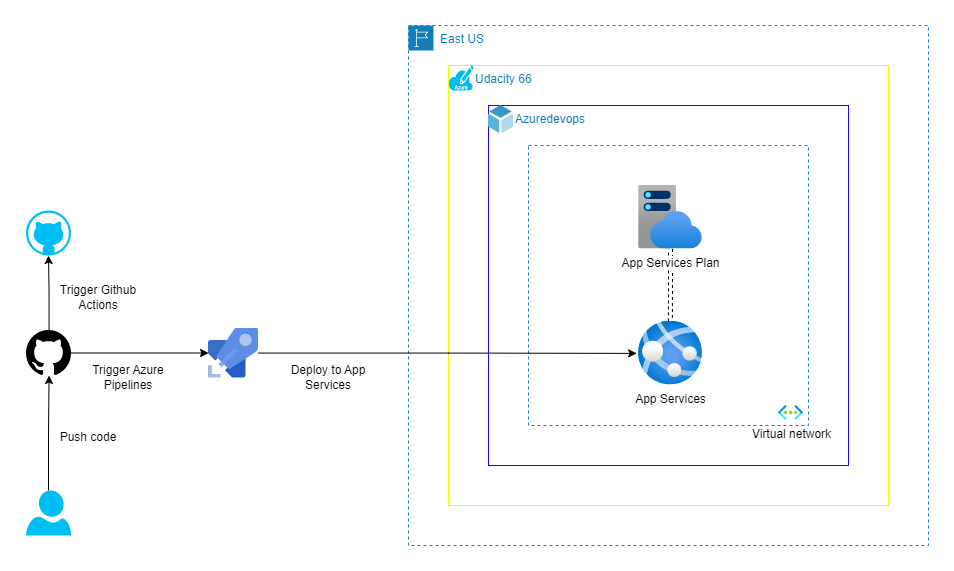 East US
Udacity 66
Azure
Azuredevops
App Services Plan
Trigger Github
Actions
Trigger Azure
Pipelines
Deploy to App
Services
App Services
Virtual network
Push code